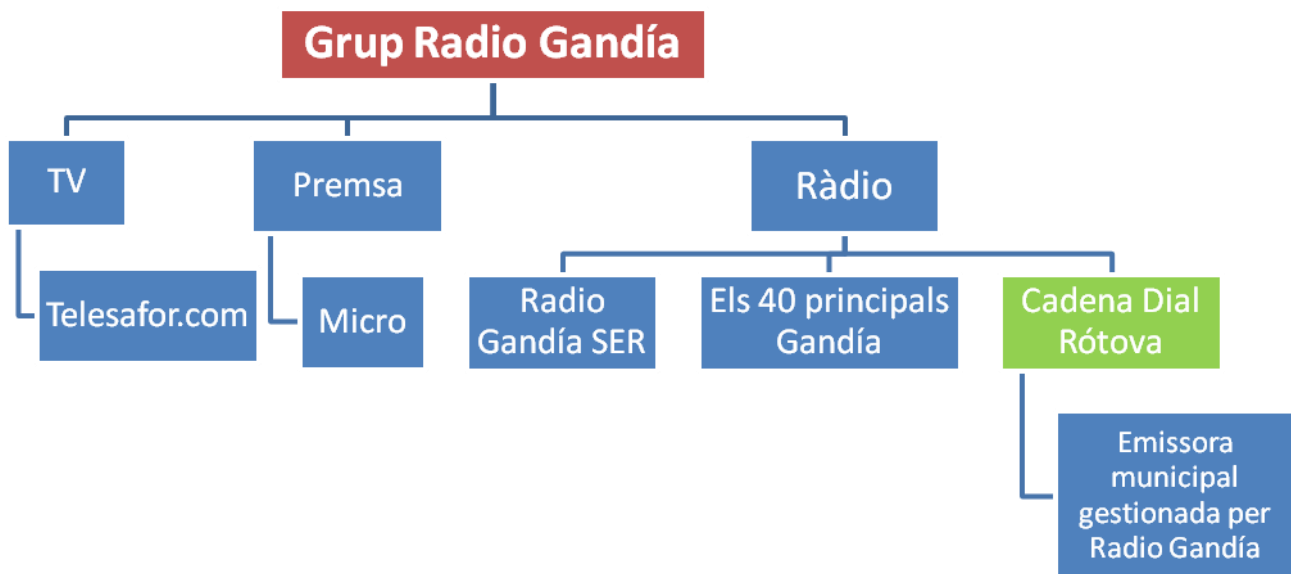 Grup Radio Gandía
TV
Premsa
Ràdio
Telesafor.com
Micro
Radio
Gandía SER
Els 40 principals
Gandía
Cadena Dial
Rótova
Emissora
municipal
gestionada per
Radio Gandía